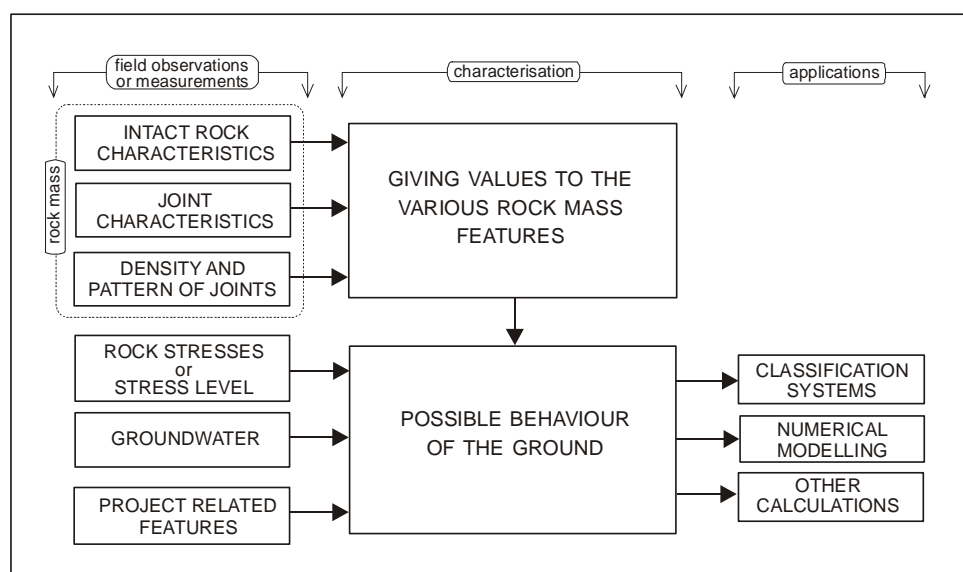 field observations
or measurements
characterisation
applications
rock mass
INTACT ROCK
CHARACTERISTICS
JOINT
CHARACTERISTICS
DENSITY AND
PATTERN OF JOINTS
GIVING VALUES TO THE
VARIOUS ROCK MASS
FEATURES
ROCK STRESSES
or
STRESS LEVEL
GROUNDWATER
PROJECT RELATED
FEATURES
POSSIBLE BEHAVIOUR
OF THE GROUND
CLASSIFICATION
SYSTEMS
NUMERICAL
MODELLING
OTHER
CALCULATIONS